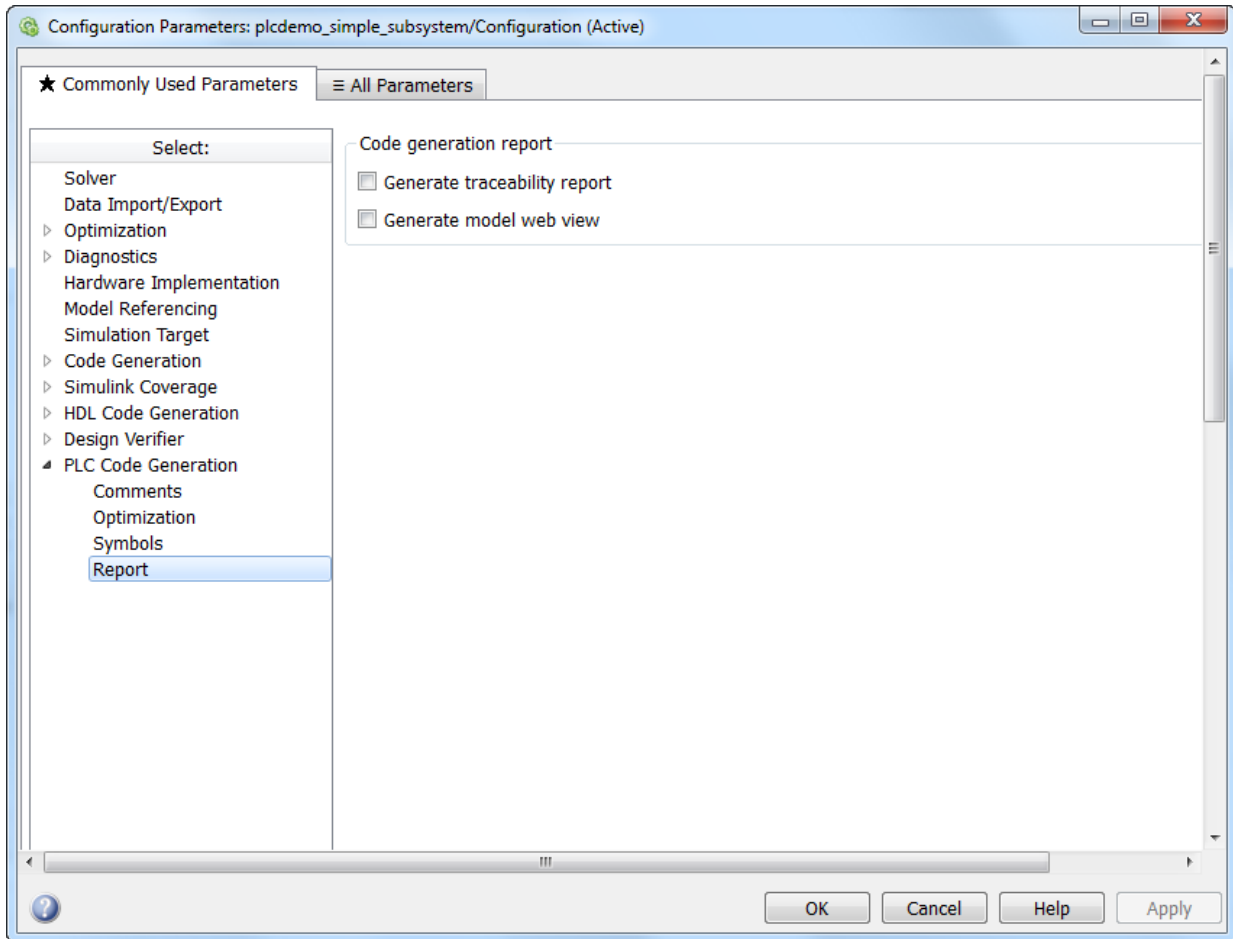 Configuration Parameters: plcdemo_simple_subsystem/Configuration (Active)
★ Commonly Used Parameters
≡ All Parameters
Select:
Solver
Data Import/Export
Optimization
Diagnostics
Hardware Implementation
Model Referencing
Simulation Target
Code Generation
Simulink Coverage
HDL Code Generation
Design Verifier
PLC Code Generation
Comments
Optimization
Symbols
Report
Code generation report
Generate traceability report
Generate model web view
OK
Cancel
Help
Apply